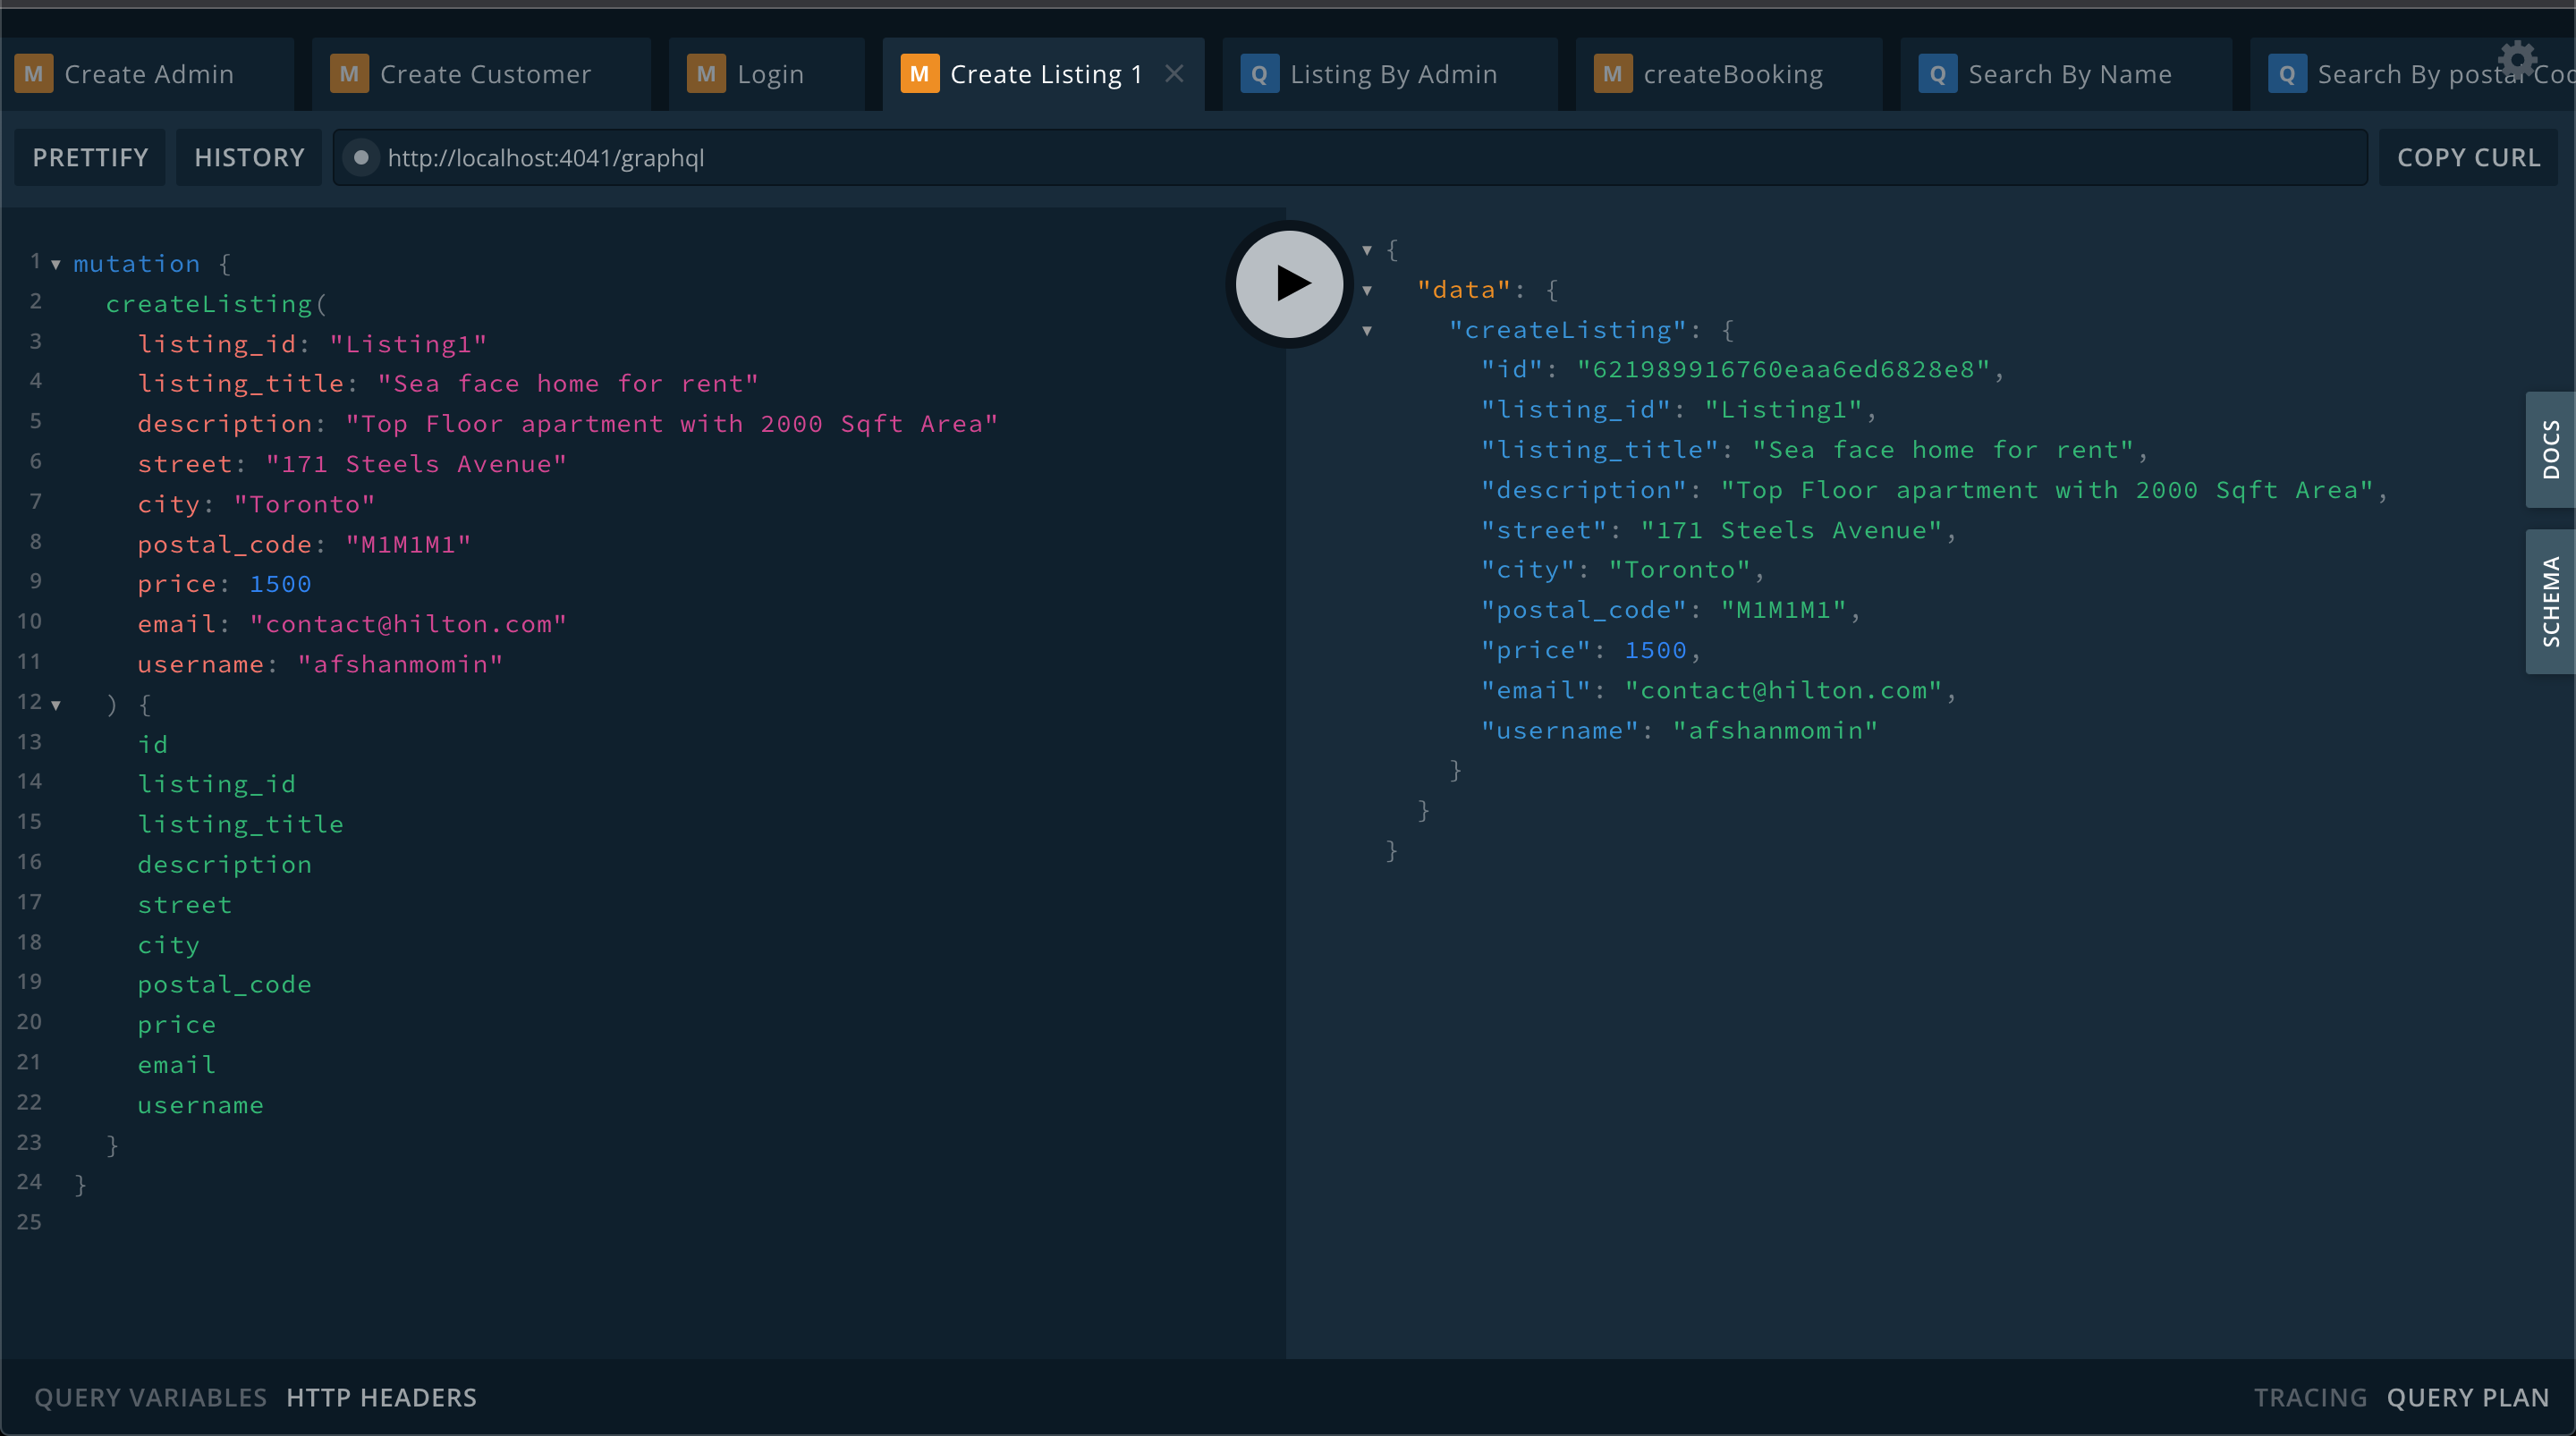 M Create Admin
M Create Customer
M Login
M Create Listing 1
Q Listing By Admin
M createBooking
Q Search By Name
Q Search By postal
PRETTIFY
HISTORY
http://localhost:4041/graphql
COPY CURL
1 mutation {
2 createListing(
3 listing_id: "Listing1"
4 listing_title: "Sea face home for rent"
5 description: "Top Floor apartment with 2000 Sqft Area"
6 street: "171 Steels Avenue"
7 city: "Toronto"
8 postal_code: "M1M1M1"
9 price: 1500
10 email: "contact@hilton.com"
11 username: "afshanmomin"
12 ) {
13 id
14 listing_id
15 listing_title
16 description
17 street
18 city
19 postal_code
20 price
21 email
22 username
23 }
24 }
25
{
"data": {
"createListing": {
"id": "621989916760eaa6ed6828e8",
"listing_id": "Listing1",
"listing_title": "Sea face home for rent",
"description": "Top Floor apartment with 2000 Sqft Area",
"street": "171 Steels Avenue",
"city": "Toronto",
"postal_code": "M1M1M1",
"price": 1500,
"email": "contact@hilton.com",
"username": "afshanmomin"
}
}
}
DOCS
SCHEMA
QUERY VARIABLES
HTTP HEADERS
TRACING
QUERY PLAN